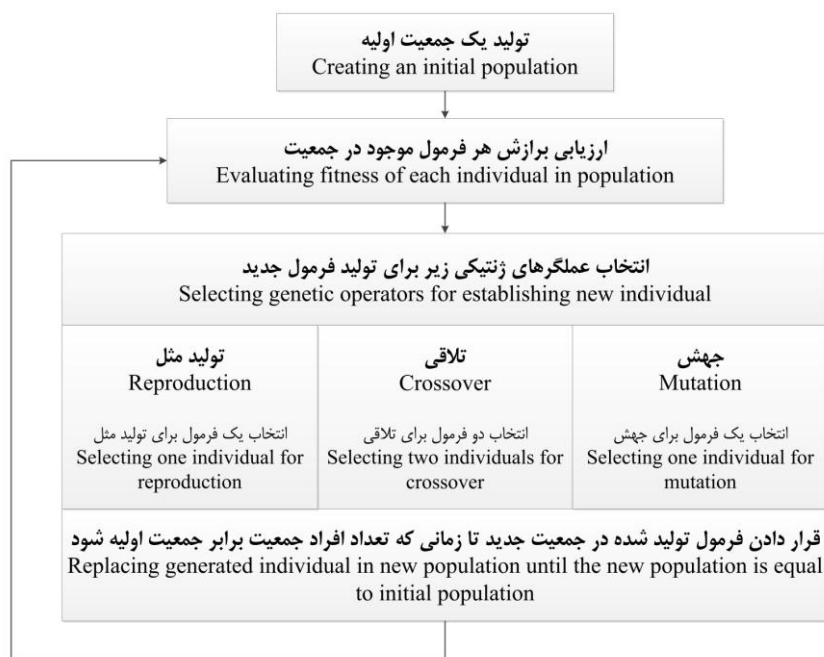 تولید یک جمعیت اولیه
Creating an initial population
ارزیابی برازش هر فرمول موجود در جمعیت
Evaluating fitness of each individual in population
انتخاب عملگرهای ژنتیکی زیر برای تولید فرمول جدید
Selecting genetic operators for establishing new individual
تولید مثل
Reproduction
انتخاب یک فرمول برای تولید مثل
Selecting one individual for
reproduction
تلاقی
Crossover
انتخاب دو فرمول برای تلاقی
Selecting two individuals for
crossover
جهش
Mutation
انتخاب یک فرمول برای جهش
Selecting one individual for
mutation
قرار دادن فرمول تولید شده در جمعیت جدید تا زمانی که تعداد افراد جمعیت برابر جمعیت اولیه شود
Replacing generated individual in new population until the new population is equal
to initial population